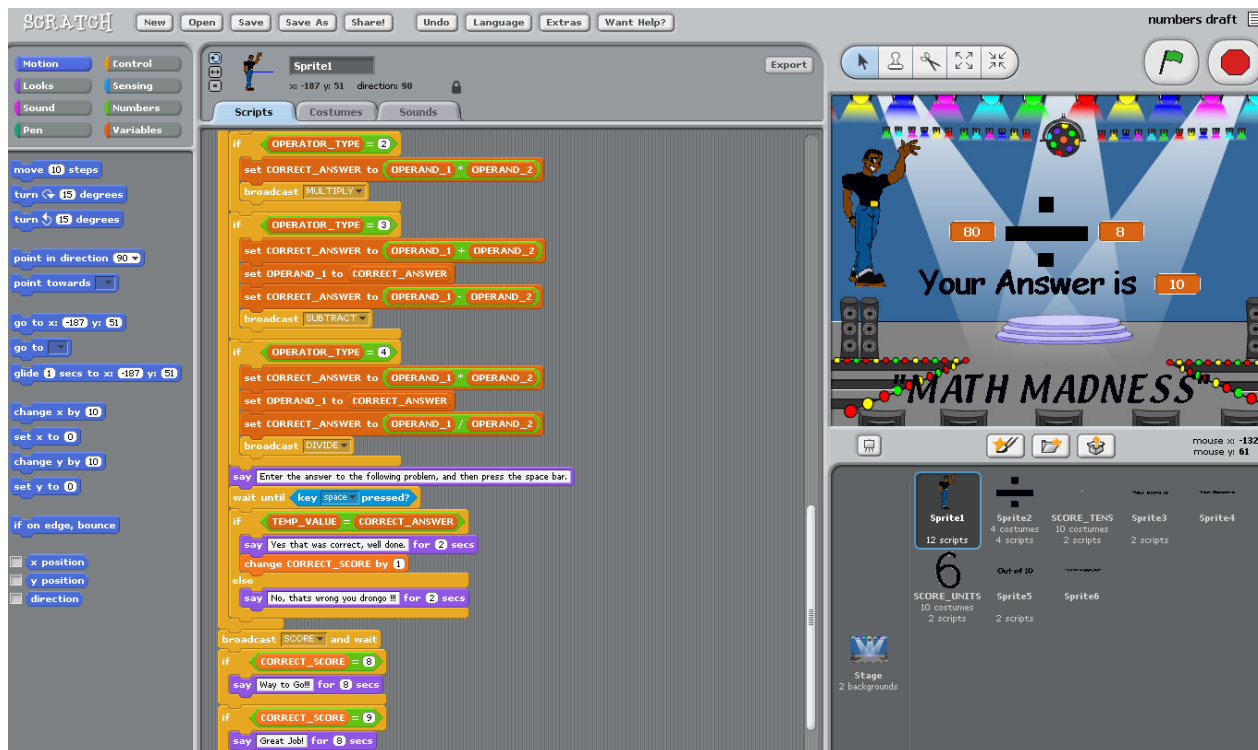 SCRATCH New Open Save Save As Share! Undo Language Extras Want Help? numbers draft
Motion Control
Looks Sensing
Sound Numbers
Pen Variables
move 10 steps
turn 15 degrees
turn 15 degrees
point in direction 90
point towards
go to x: -187 y: 51
go to
glide 1 secs to x: -187 y: 51
change x by 10
set x to 0
change y by 10
set y to 0
if on edge, bounce
x position
y position
direction
Sprite1
x: -187 y: 51 direction: 90
Export
Scripts Costumes Sounds
if OPERATOR_TYPE = 2
set CORRECT_ANSWER to OPERAND_1 * OPERAND_2
broadcast MULTIPLY
if OPERATOR_TYPE = 3
set CORRECT_ANSWER to OPERAND_1 + OPERAND_2
set OPERAND_1 to CORRECT_ANSWER
set CORRECT_ANSWER to OPERAND_1 - OPERAND_2
broadcast SUBTRACT
if OPERATOR_TYPE = 4
set CORRECT_ANSWER to OPERAND_1 * OPERAND_2
set OPERAND_1 to CORRECT_ANSWER
set CORRECT_ANSWER to OPERAND_1 / OPERAND_2
broadcast DIVIDE
say Enter the answer to the following problem, and then press the space bar.
wait until key space pressed?
if TEMP_VALUE = CORRECT_ANSWER
say Yes that was correct, well done. for 2 secs
change CORRECT_SCORE by 1
else
say No, thats wrong you drongo !!! for 2 secs
broadcast SCORE and wait
if CORRECT_SCORE = 8
say Way to Go!!! for 8 secs
if CORRECT_SCORE = 9
say Great Job! for 8 secs
80 8
Your Answer is 10
"MATH MADNESS"
mouse x: -132
mouse y: 61
Sprite1
12 scripts
Sprite2
4 costumes
4 scripts
SCORE_TENS
10 costumes
2 scripts
Sprite3
2 scripts
Sprite4
6
SCORE_UNITS
10 costumes
2 scripts
Out of 10
Sprite5
2 scripts
Sprite6
Stage
2 backgrounds